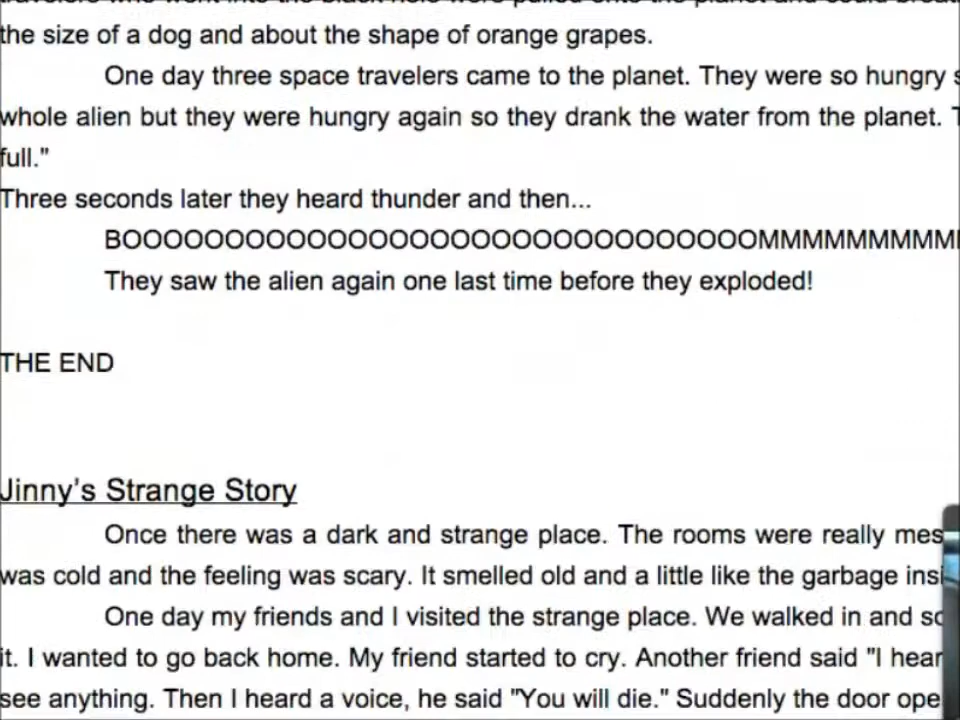 the size of a dog and about the shape of orange grapes.
One day three space travelers came to the planet. They were so hungry
whole alien but they were hungry again so they drank the water from the planet.
full."
Three seconds later they heard thunder and then...
BOOOOOOOOOOOOOOOOOOOOOOOOOOOOOOOMMMMMMMMM
They saw the alien again one last time before they exploded!
THE END
Jinny's Strange Story
Once there was a dark and strange place. The rooms were really mes
was cold and the feeling was scary. It smelled old and a little like the garbage insi
One day my friends and I visited the strange place. We walked in and
it. I wanted to go back home. My friend started to cry. Another friend said "I hear
see anything. Then I heard a voice, he said "You will die." Suddenly the door ope